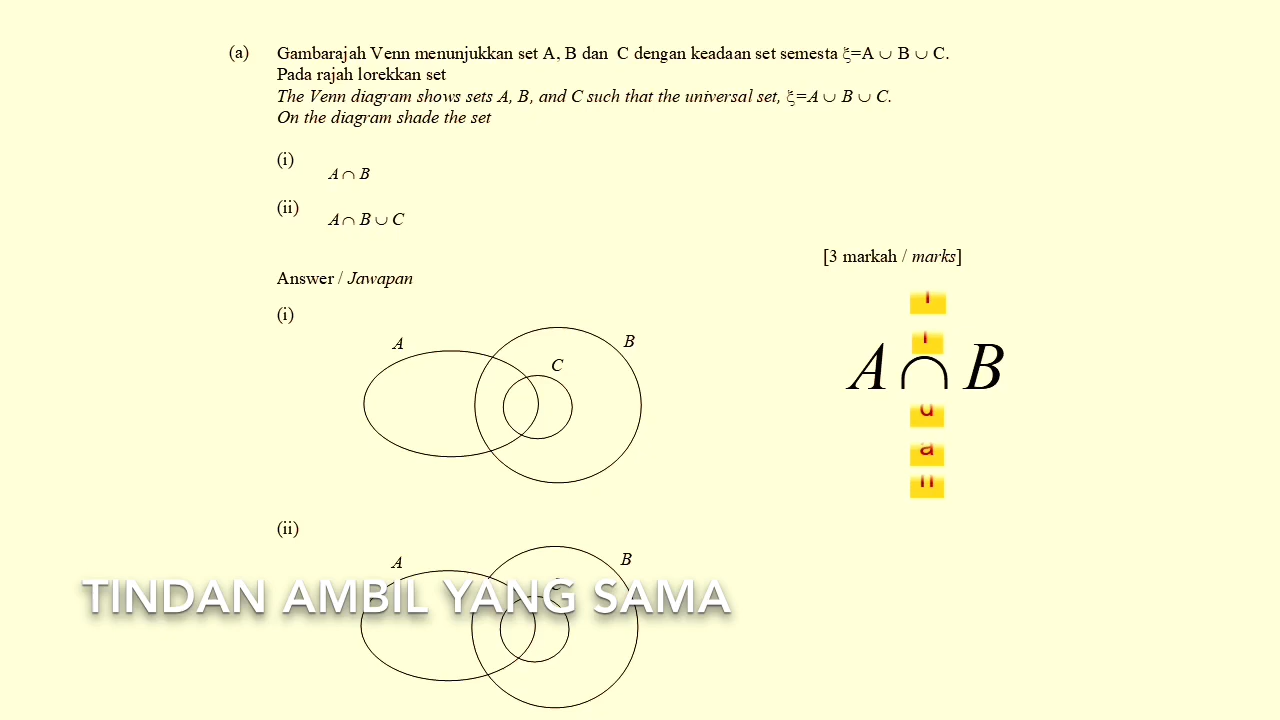 (a) Gambarajah Venn menunjukkan set A, B dan C dengan keadaan set semesta ξ=A ∪ B ∪ C.
Pada rajah lorekkan set
The Venn diagram shows sets A, B, and C such that the universal set, ξ=A ∪ B ∪ C.
On the diagram shade the set
(i)
A ∩ B
(ii)
A ∩ B ∪ C
[3 markah / marks]
Answer / Jawapan
(i)
A
B
C
A ∩ B
(ii)
A
B
TINDAN AMBIL YANG SAMA